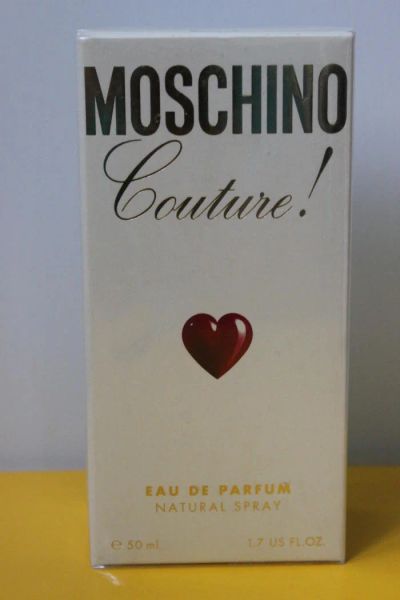 MOSCHINO
Couture!
EAU DE PARFUM
NATURAL SPRAY
e 50 ml 1.7 US FL.OZ.